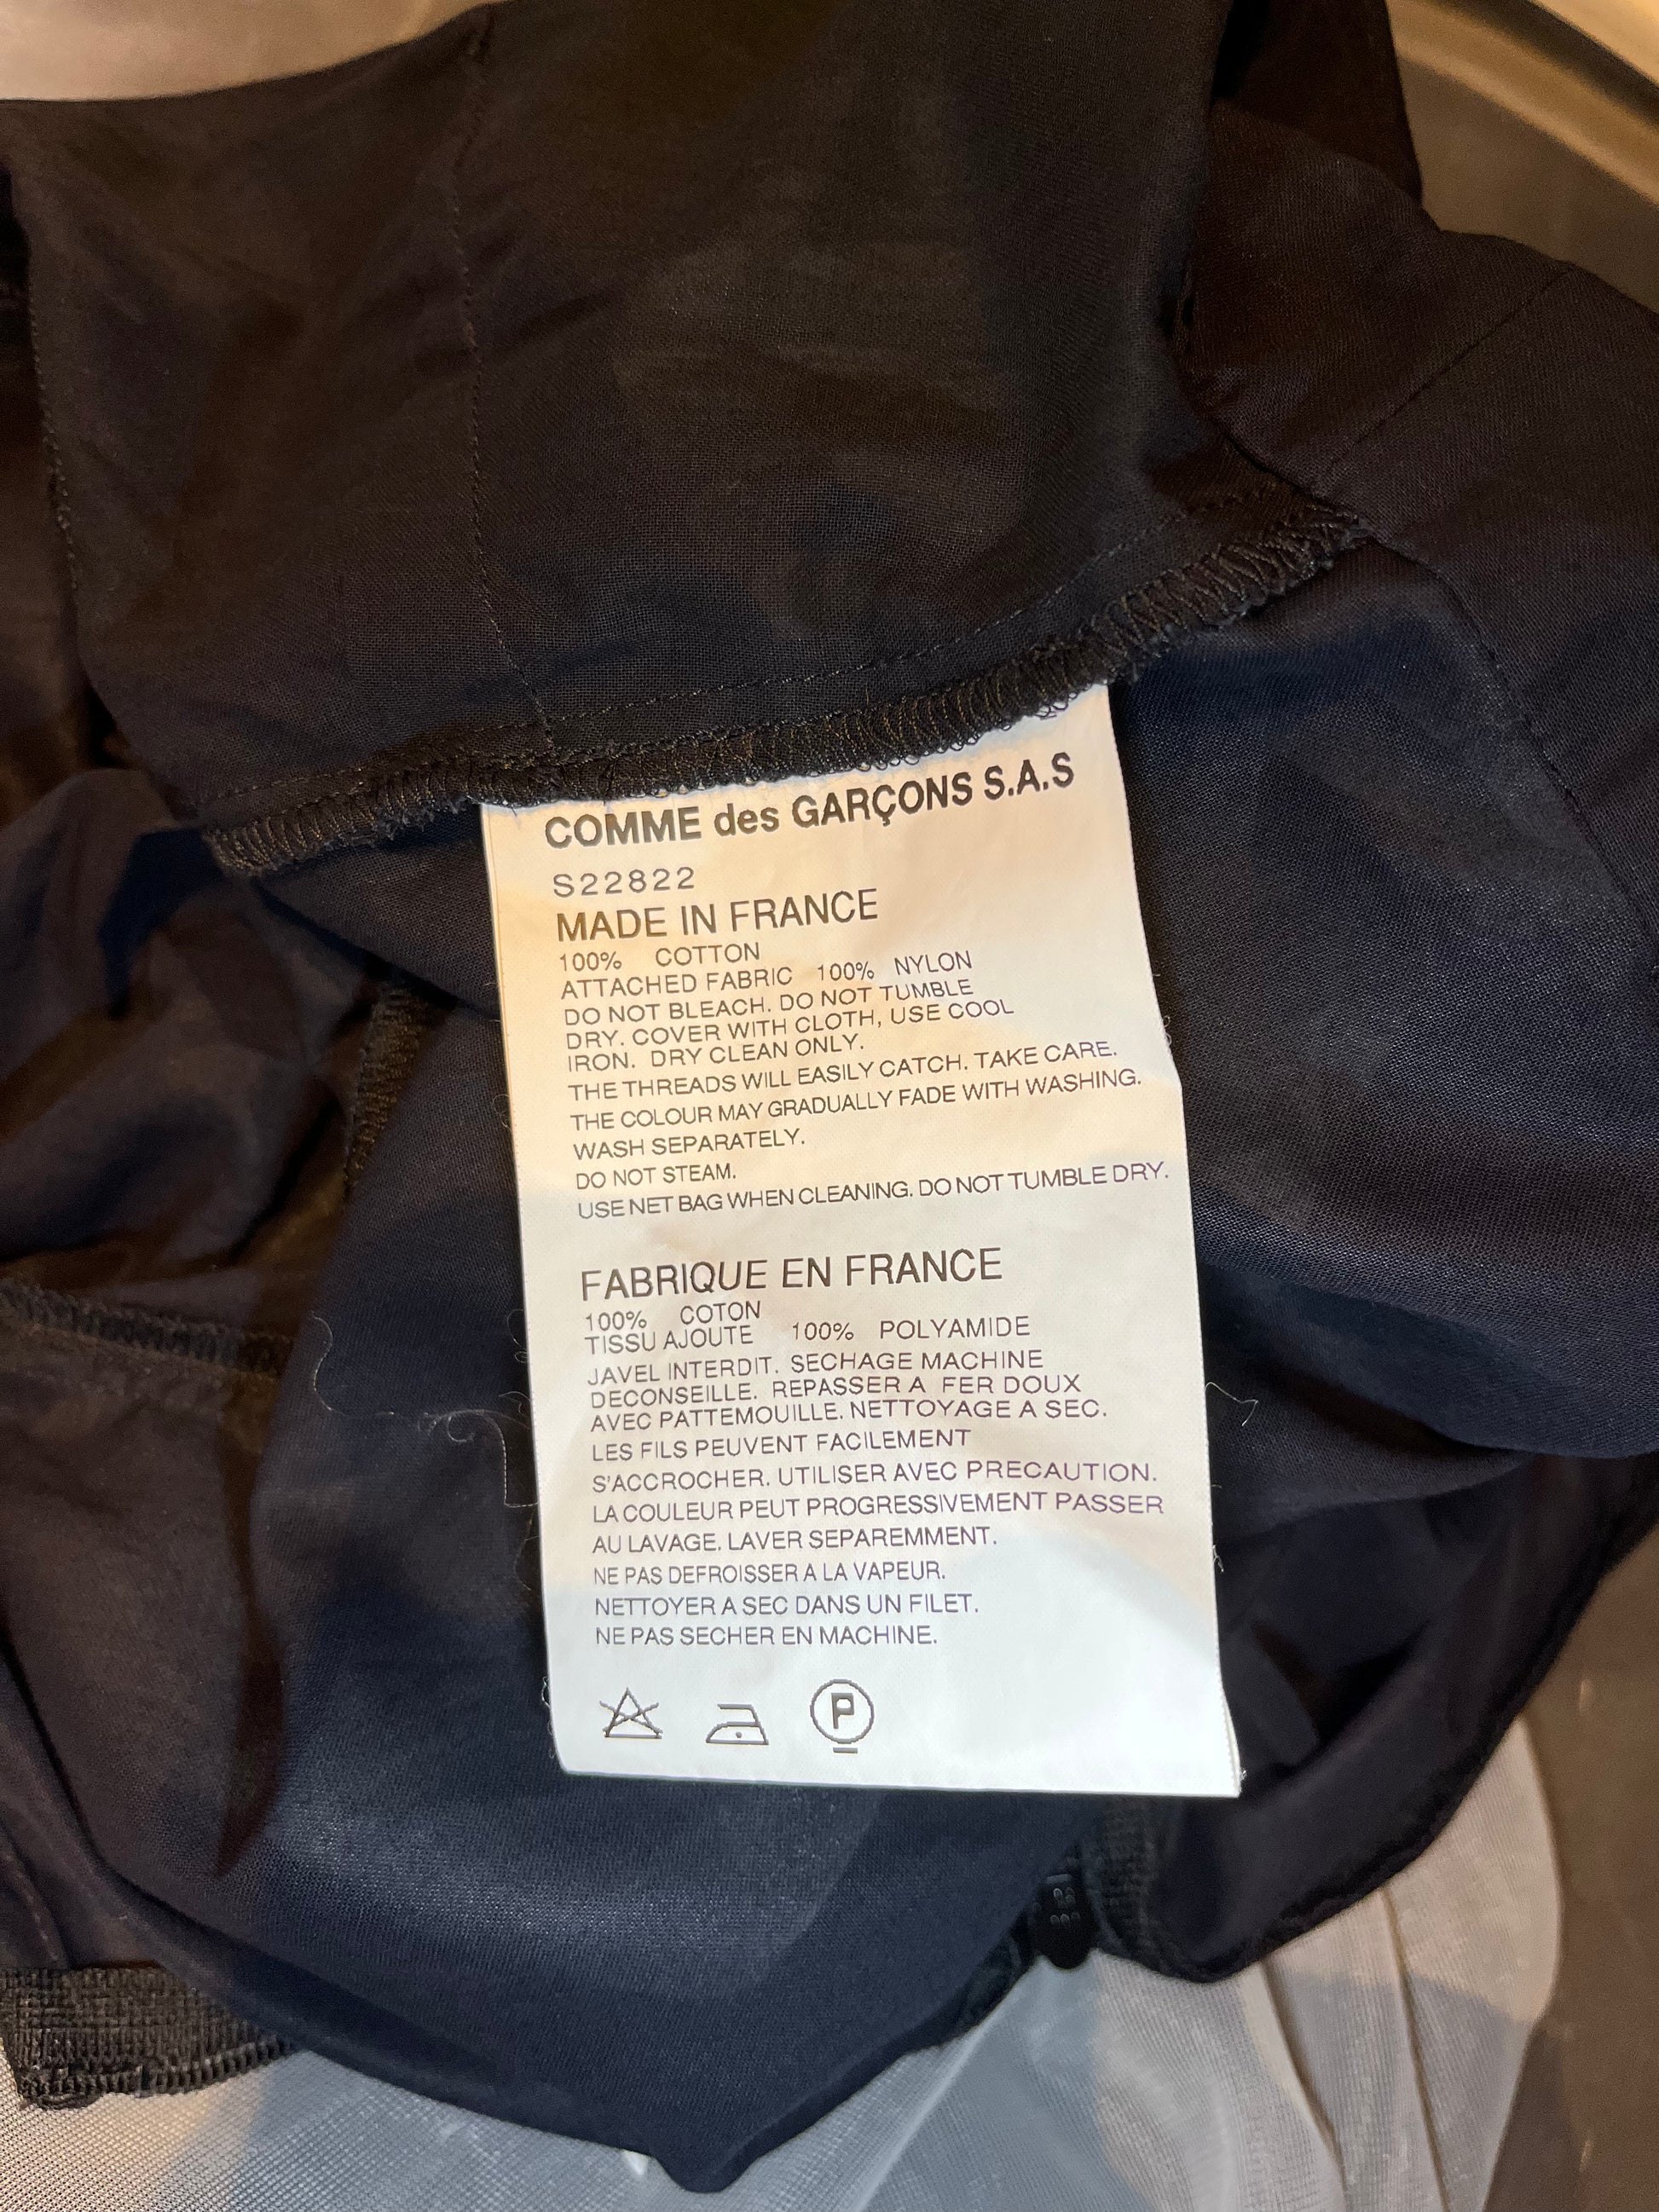 COMME des GARÇONS S.A.S
S22822
MADE IN FRANCE
100% COTTON
ATTACHED FABRIC 100% NYLON
DO NOT BLEACH. DO NOT TUMBLE
DRY. COVER WITH CLOTH, USE COOL
IRON. DRY CLEAN ONLY.
THE THREADS WILL EASILY CATCH. TAKE CARE.
THE COLOUR MAY GRADUALLY FADE WITH WASHING.
WASH SEPARATELY.
DO NOT STEAM.
USE NET BAG WHEN CLEANING. DO NOT TUMBLE DRY.
FABRIQUE EN FRANCE
100% COTON
TISSU AJOUTE 100% POLYAMIDE
JAVEL INTERDIT. SECHAGE MACHINE
DECONSEILLE. REPASSER A FER DOUX
AVEC PATTEMOUILLE. NETTOYAGE A SEC.
LES FILS PEUVENT FACILEMENT
S'ACCROCHER. UTILISER AVEC PRECAUTION.
LA COULEUR PEUT PROGRESSIVEMENT PASSER
AU LAVAGE. LAVER SEPAREMMENT.
NE PAS DEFROISSER A LA VAPEUR.
NETTOYER A SEC DANS UN FILET.
NE PAS SECHER EN MACHINE.
P